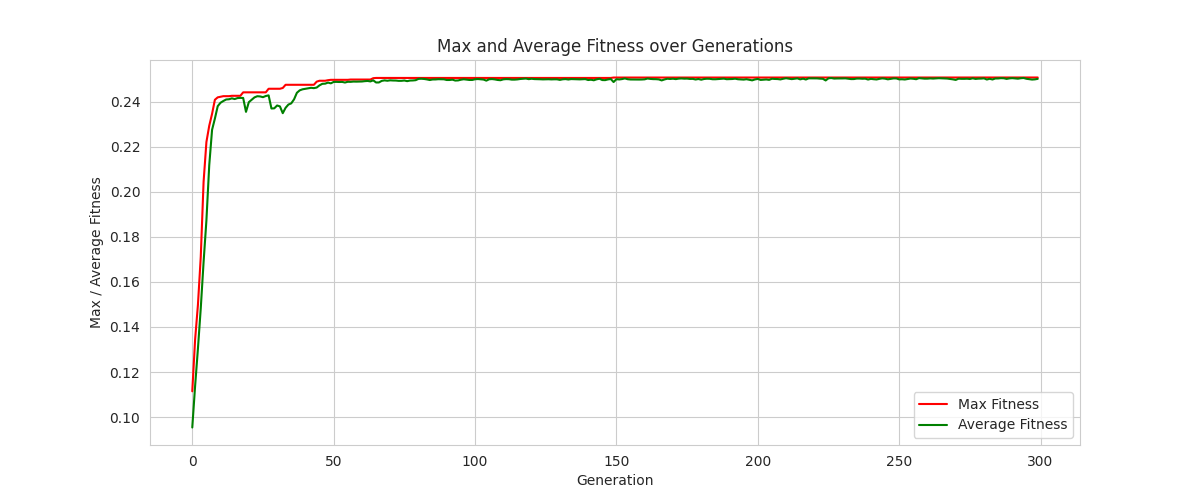 Max and Average Fitness over Generations
Max / Average Fitness
0.24
0.22
0.20
0.18
0.16
0.14
0.12
0.10
Max Fitness
Average Fitness
0 50 100 150 200 250 300
Generation